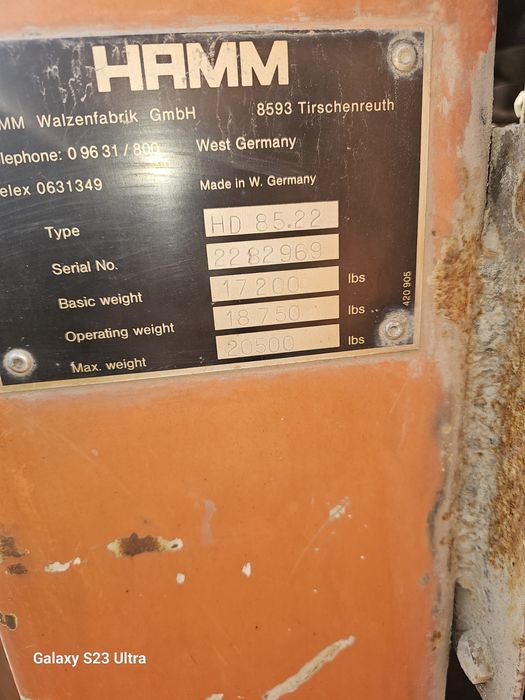 HAMM
MM Walzenfabrik GmbH 8593 Tirschenreuth
elephone: 0 96 31 / 800 West Germany
elex 0631349 Made in W. Germany
Type HD 85.22
Serial No. 2282969
Basic weight 17200 lbs
Operating weight 18750 lbs
Max. weight 20500 lbs
420 905
Galaxy S23 Ultra